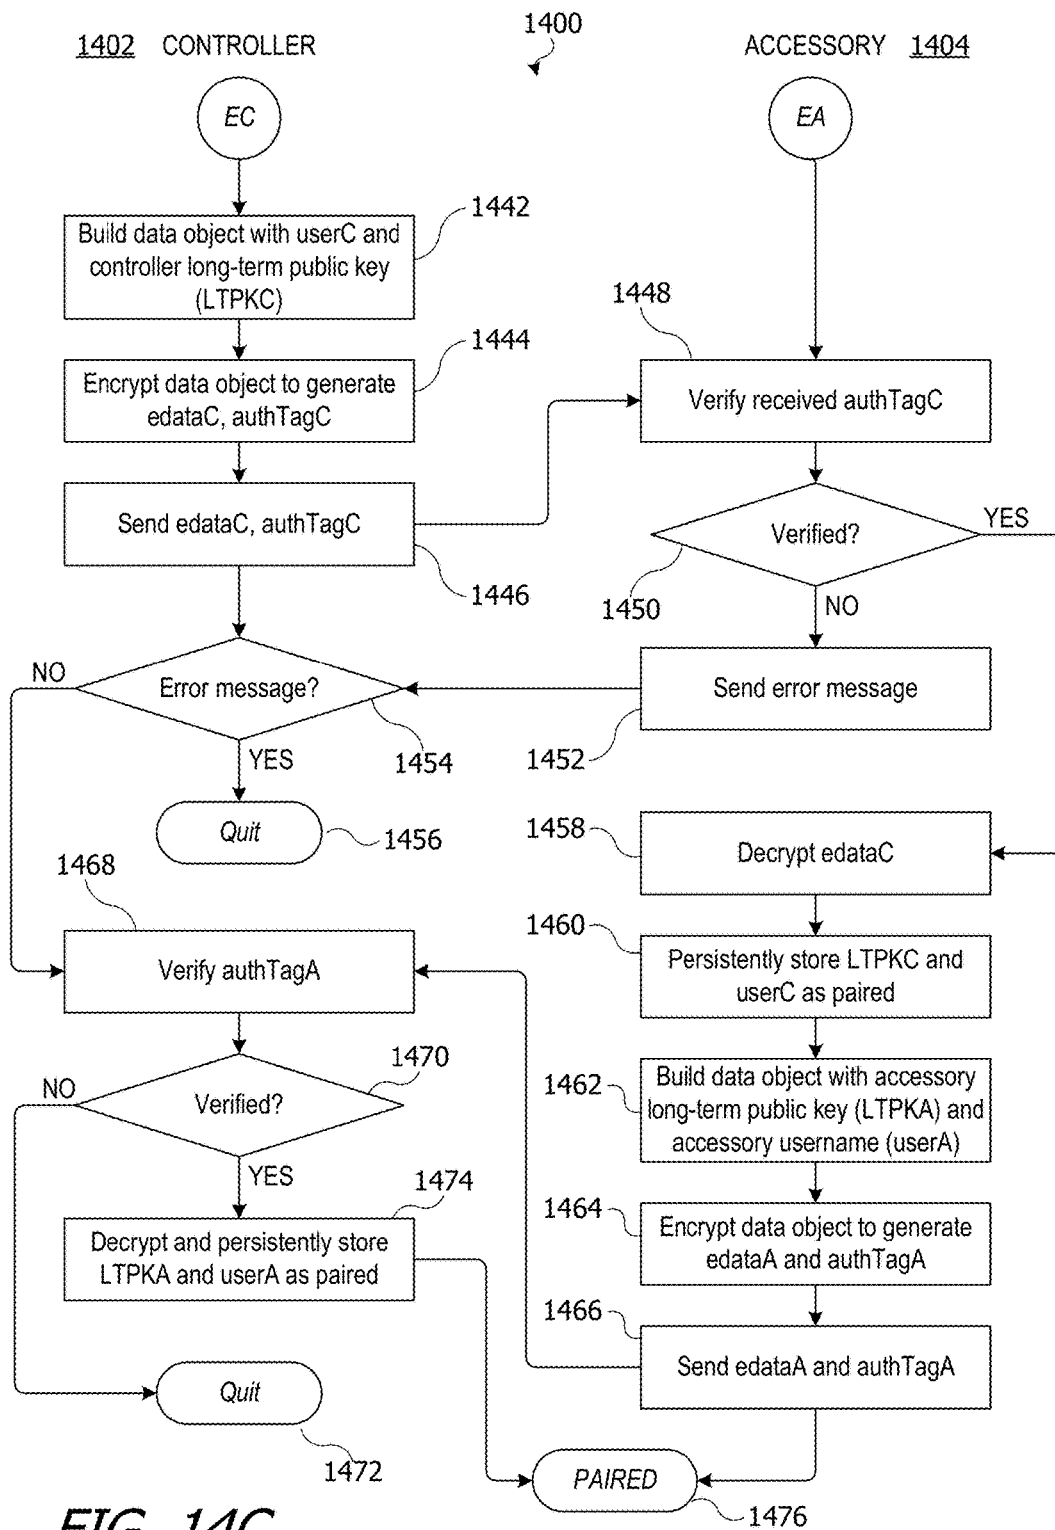 1400
1402 CONTROLLER
ACCESSORY 1404
EC
EA
1442
Build data object with userC and
controller long-term public key
(LTPKC)
1444
Encrypt data object to generate
edataC, authTagC
1448
Verify received authTagC
Send edataC, authTagC
1446
Verified?
YES
1450
NO
NO
Error message?
1454
YES
Send error message
1452
Quit
1456
1458
Decrypt edataC
1468
Verify authTagA
1460
Persistently store LTPKC and
userC as paired
1470
NO
Verified?
YES
1462
Build data object with accessory
long-term public key (LTPKA) and
accessory username (userA)
1474
Decrypt and persistently store
LTPKA and userA as paired
1464
Encrypt data object to generate
edataA and authTagA
1466
Send edataA and authTagA
Quit
1472
PAIRED
1476
FIG. 14C